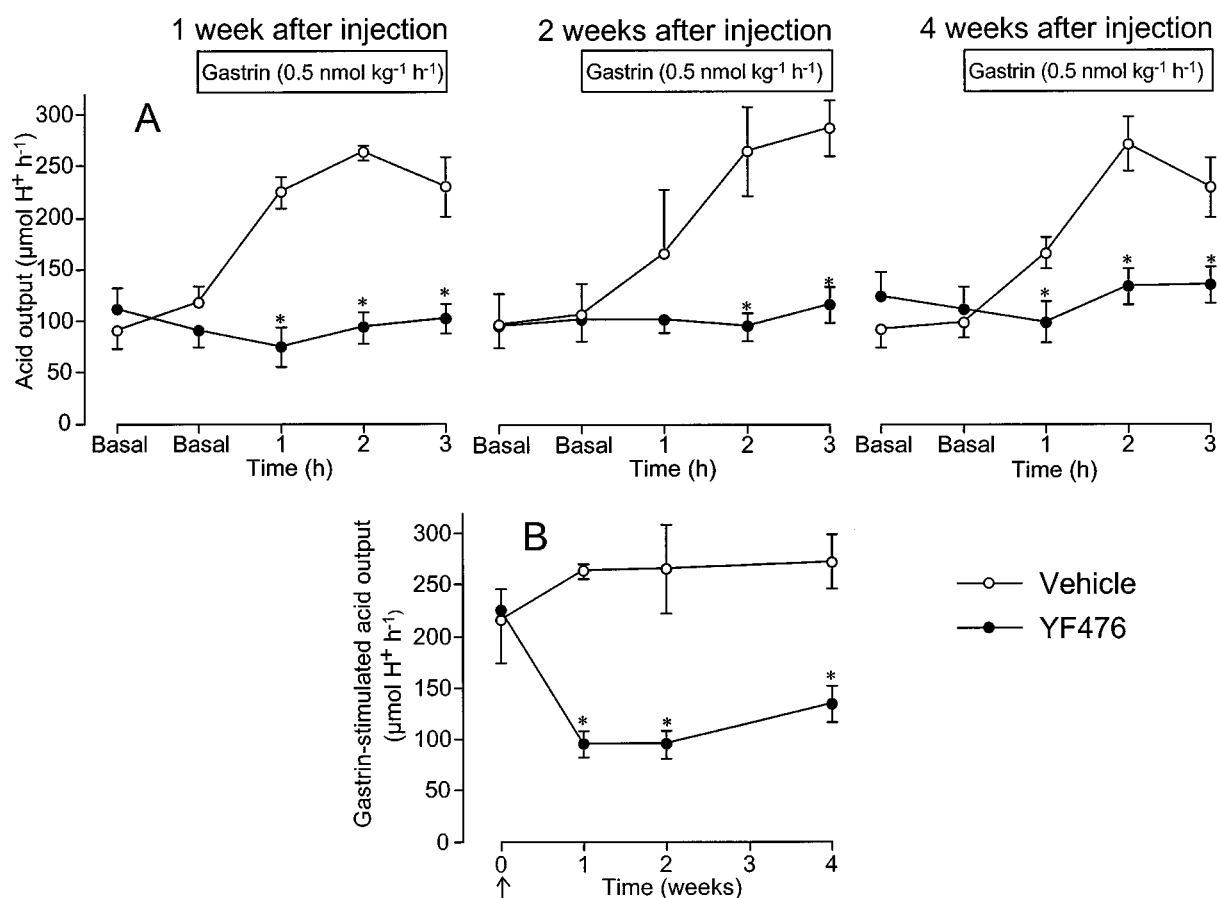 1 week after injection
2 weeks after injection
4 weeks after injection
Gastrin (0.5 nmol kg⁻¹ h⁻¹)
Gastrin (0.5 nmol kg⁻¹ h⁻¹)
Gastrin (0.5 nmol kg⁻¹ h⁻¹)
A
Acid output (µmol H⁺ h⁻¹)
300
250
200
150
100
50
0
* * *
* *
* * *
Basal Basal 1 2 3
Time (h)
Basal Basal 1 2 3
Time (h)
Basal Basal 1 2 3
Time (h)
B
Gastrin-stimulated acid output
(µmol H⁺ h⁻¹)
300
250
200
150
100
50
0
* * *
0 1 2 3 4
↑
Time (weeks)
Vehicle
YF476